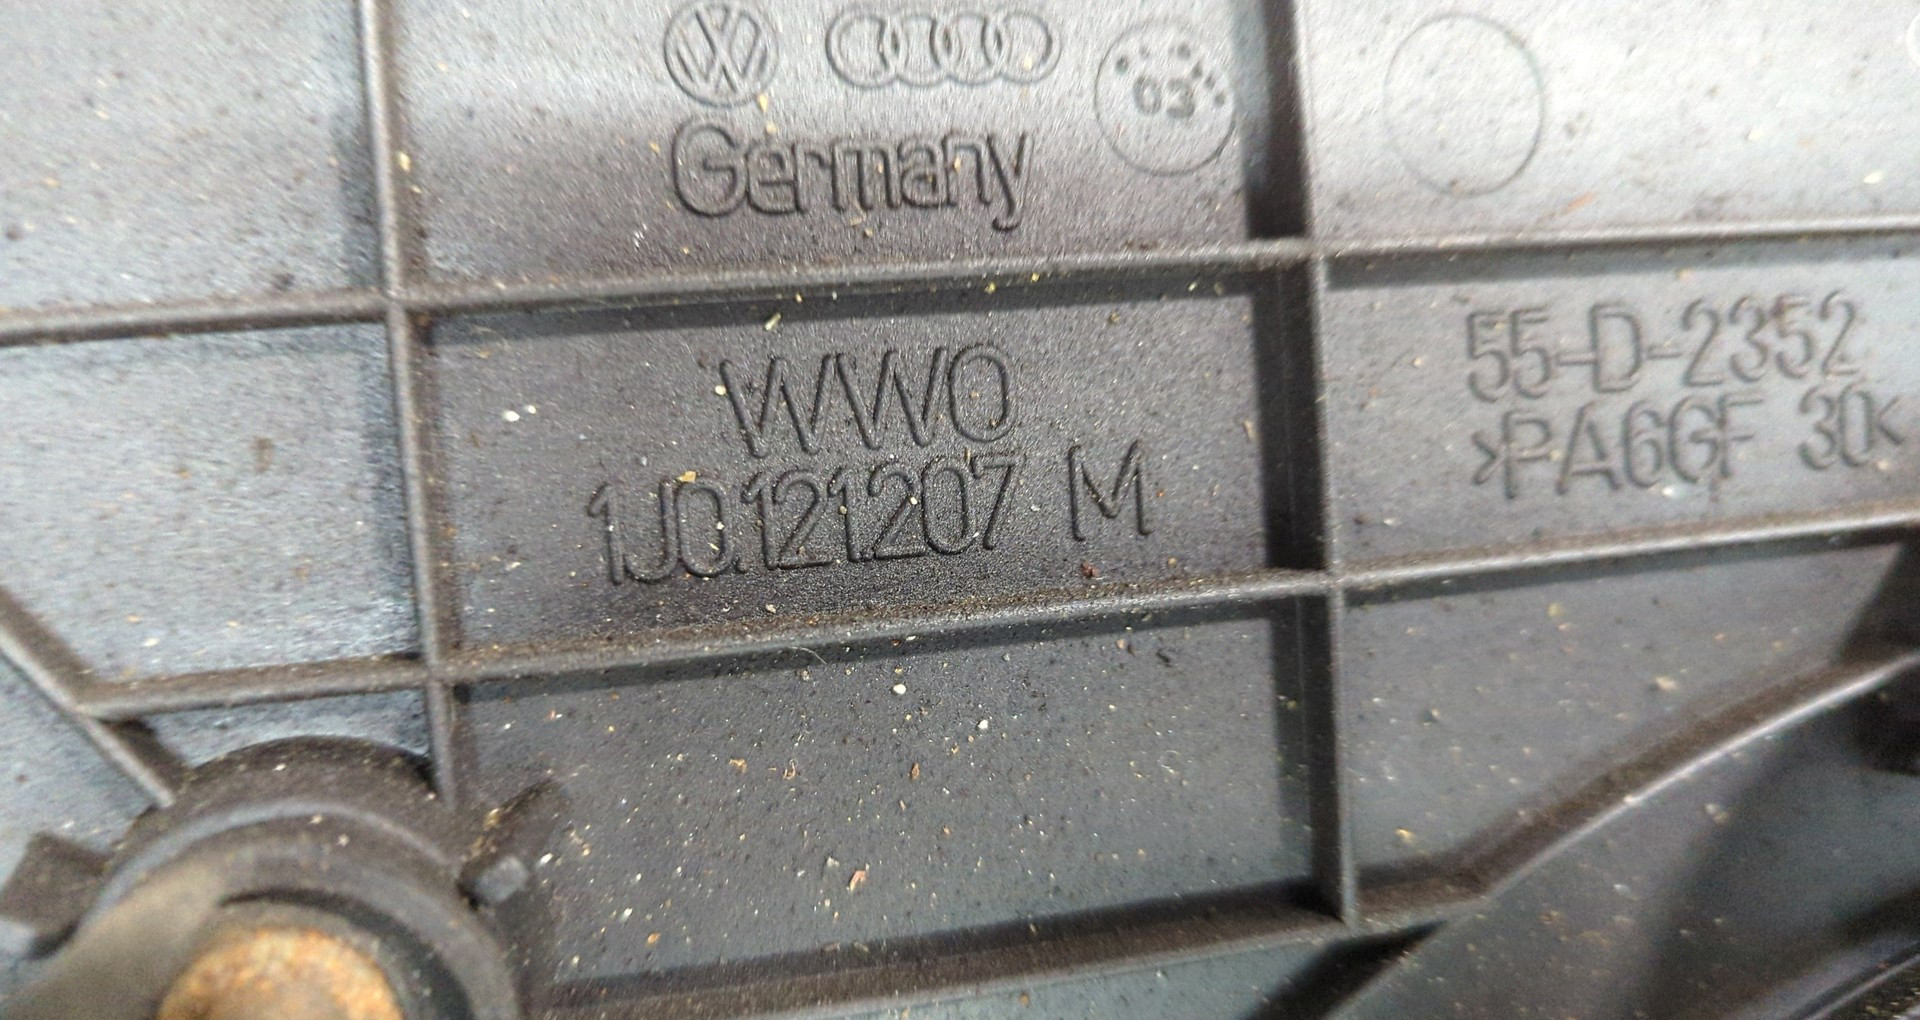 03
Germany
WWO
1J0.121.207 M
55-D-2352
>PA6GF 30<